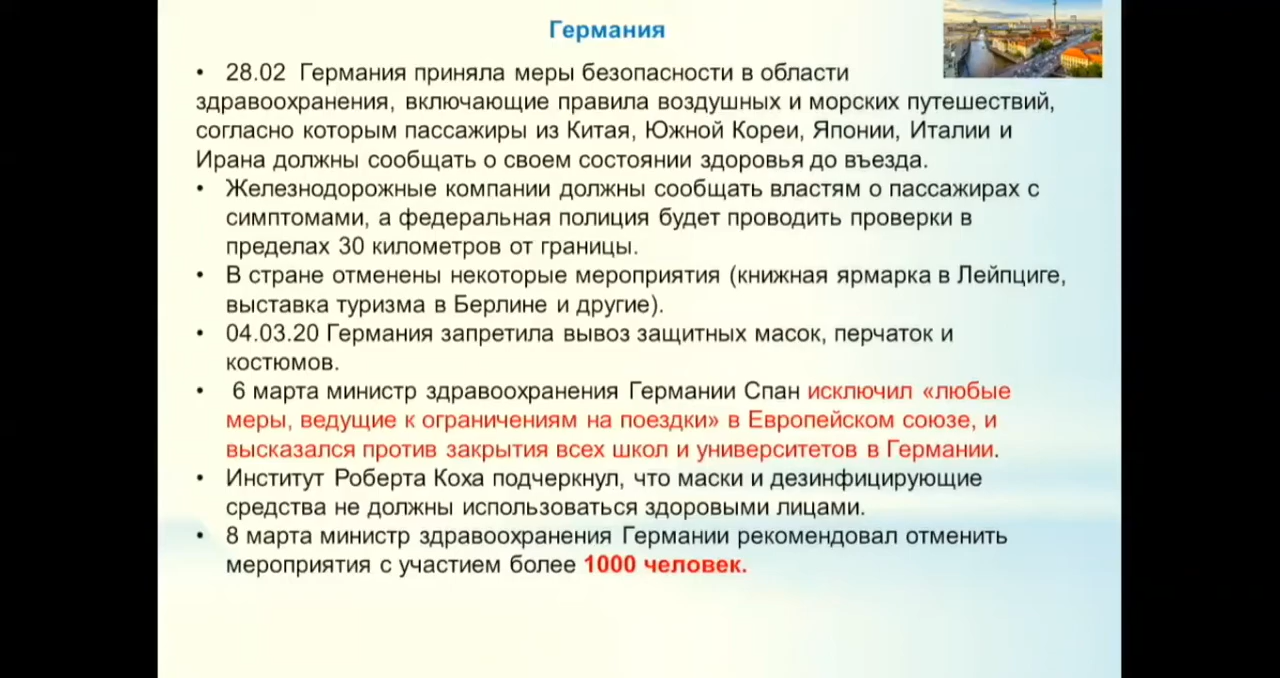 Германия
• 28.02 Германия приняла меры безопасности в области
здравоохранения, включающие правила воздушных и морских путешествий,
согласно которым пассажиры из Китая, Южной Кореи, Японии, Италии и
Ирана должны сообщать о своем состоянии здоровья до въезда.
• Железнодорожные компании должны сообщать властям о пассажирах с
симптомами, а федеральная полиция будет проводить проверки в
пределах 30 километров от границы.
• В стране отменены некоторые мероприятия (книжная ярмарка в Лейпциге,
выставка туризма в Берлине и другие).
• 04.03.20 Германия запретила вывоз защитных масок, перчаток и
костюмов.
• 6 марта министр здравоохранения Германии Спан исключил «любые
меры, ведущие к ограничениям на поездки» в Европейском союзе, и
высказался против закрытия всех школ и университетов в Германии.
• Институт Роберта Коха подчеркнул, что маски и дезинфицирующие
средства не должны использоваться здоровыми лицами.
• 8 марта министр здравоохранения Германии рекомендовал отменить
мероприятия с участием более 1000 человек.